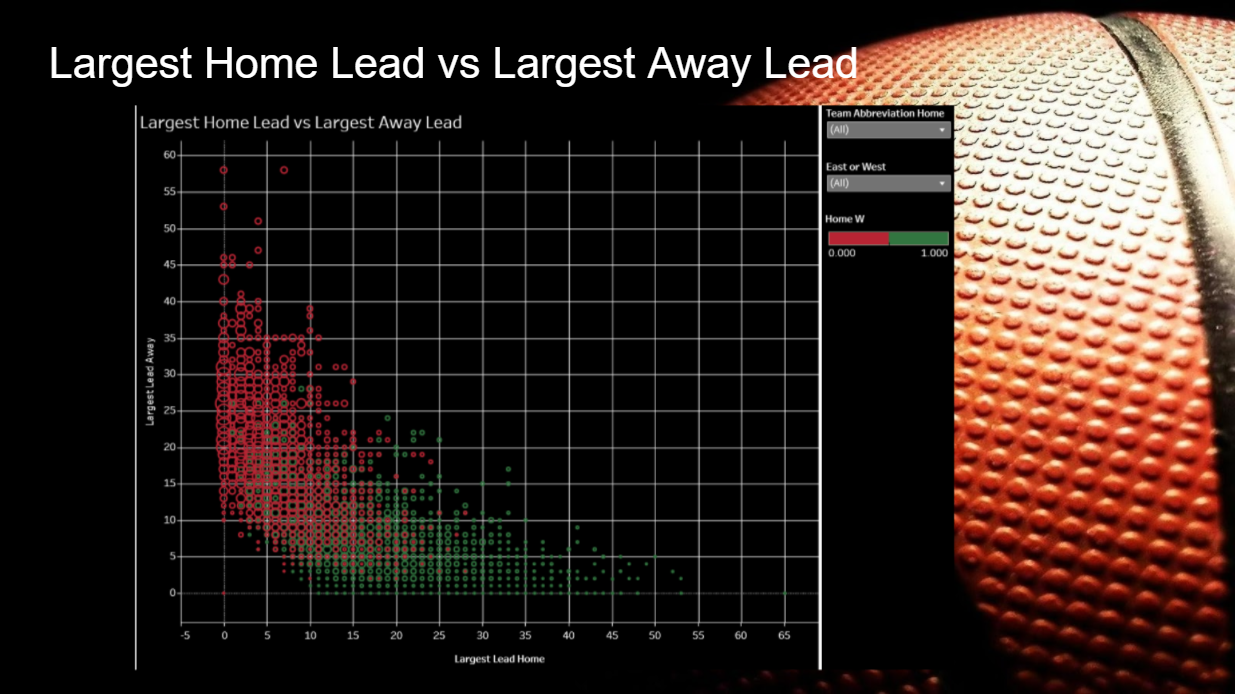 Largest Home Lead vs Largest Away Lead
Largest Home Lead vs Largest Away Lead
Team Abbreviation Home
(All)
East or West
(All)
Home W
0.000 1.000
Largest Lead Away
60
55
50
45
40
35
30
25
20
15
10
5
0
-5 0 5 10 15 20 25 30 35 40 45 50 55 60 65
Largest Lead Home